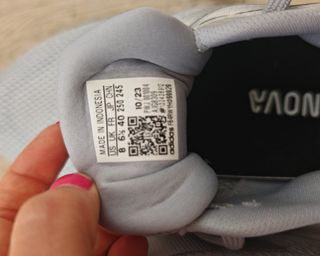 MADE IN INDONESIA
US UK FR JP CHN
8 6½ 40 250 245
10/23
adidas
NOVA